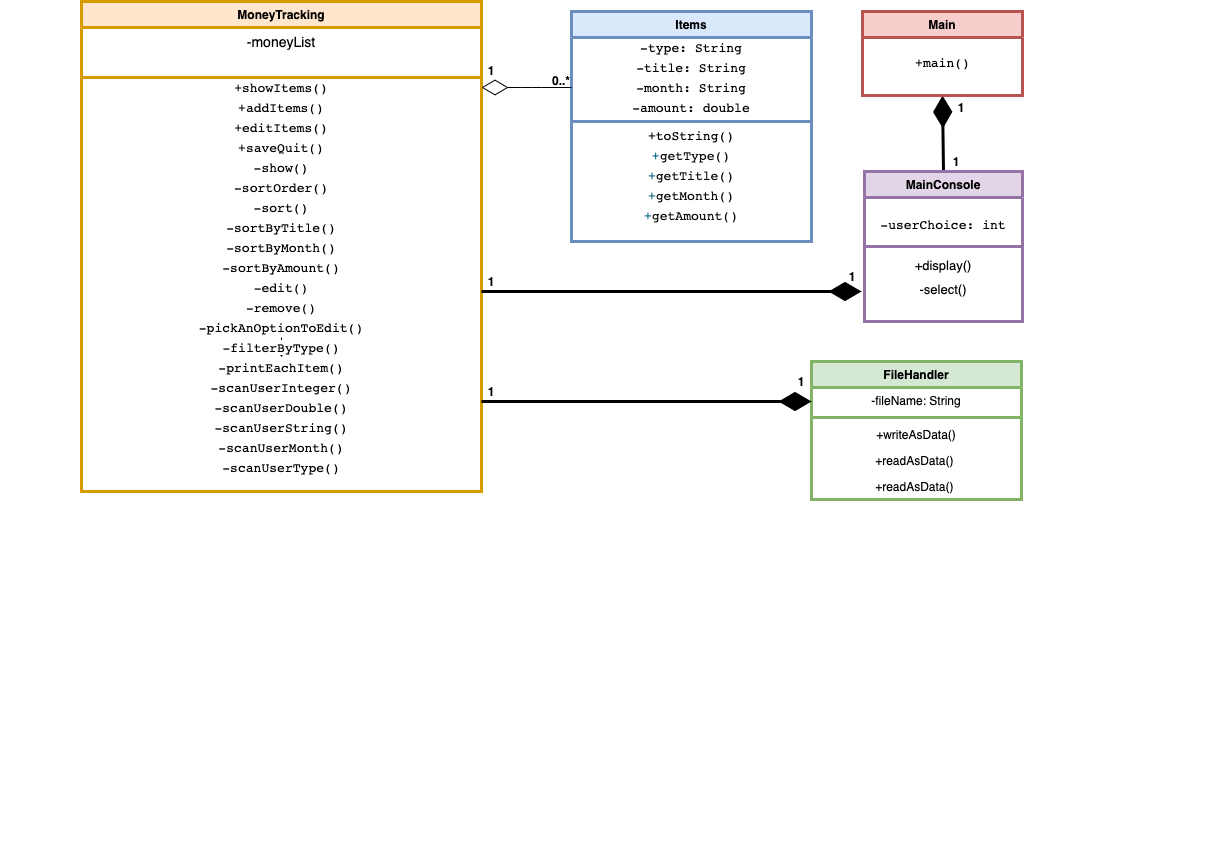 MoneyTracking
-moneyList
+showItems()
+addItems()
+editItems()
+saveQuit()
-show()
-sortOrder()
-sort()
-sortByTitle()
-sortByMonth()
-sortByAmount()
-edit()
-remove()
-pickAnOptionToEdit()
-filterByType()
-printEachItem()
-scanUserInteger()
-scanUserDouble()
-scanUserString()
-scanUserMonth()
-scanUserType()
1
0..*
Items
-type: String
-title: String
-month: String
-amount: double
+toString()
+getType()
+getTitle()
+getMonth()
+getAmount()
Main
+main()
1
1
MainConsole
-userChoice: int
+display()
-select()
1
1
1
1
FileHandler
-fileName: String
+writeAsData()
+readAsData()
+readAsData()